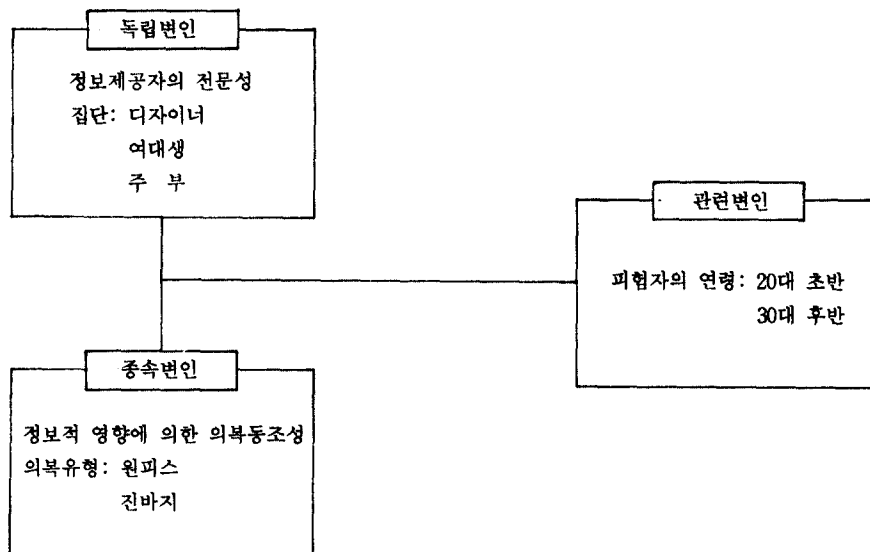 독립변인
정보제공자의 전문성
집단: 디자이너
여대생
주 부
관련변인
피험자의 연령: 20대 초반
30대 후반
종속변인
정보적 영향에 의한 의복동조성
의복유형: 원피스
진바지